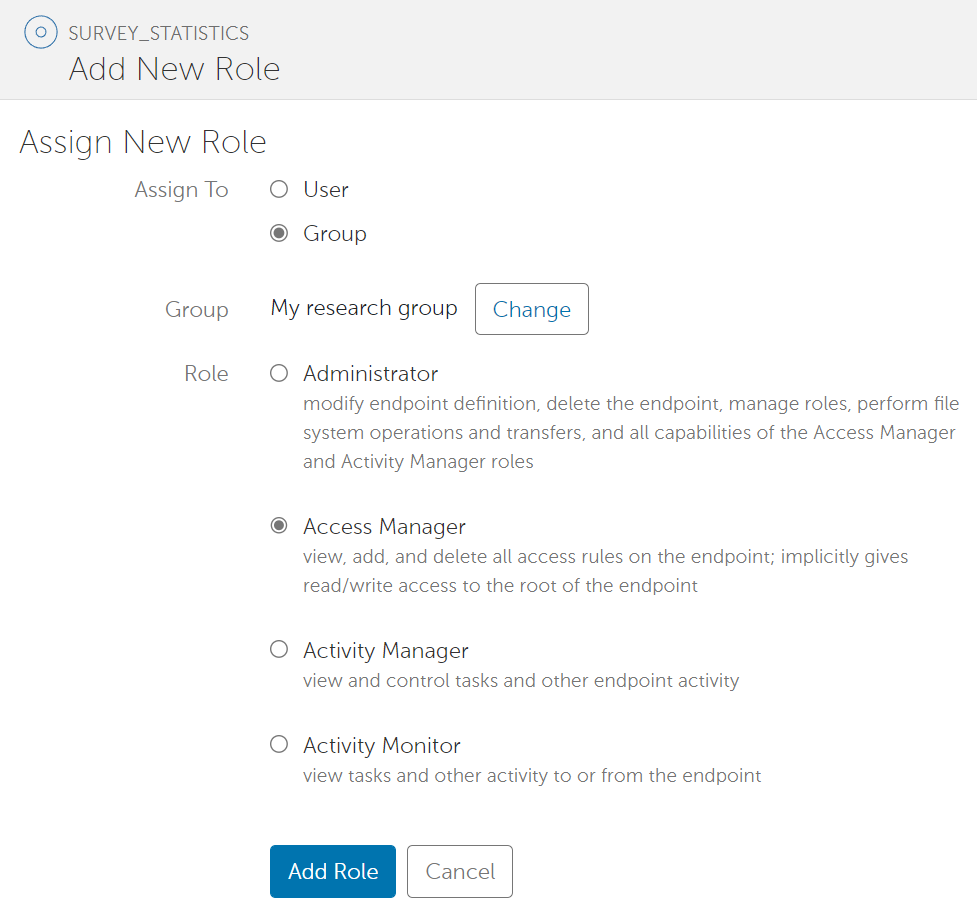 SURVEY_STATISTICS
Add New Role
Assign New Role
Assign To
User
Group
Group
My research group
Change
Role
Administrator
modify endpoint definition, delete the endpoint, manage roles, perform file
system operations and transfers, and all capabilities of the Access Manager
and Activity Manager roles
Access Manager
view, add, and delete all access rules on the endpoint; implicitly gives
read/write access to the root of the endpoint
Activity Manager
view and control tasks and other endpoint activity
Activity Monitor
view tasks and other activity to or from the endpoint
Add Role
Cancel